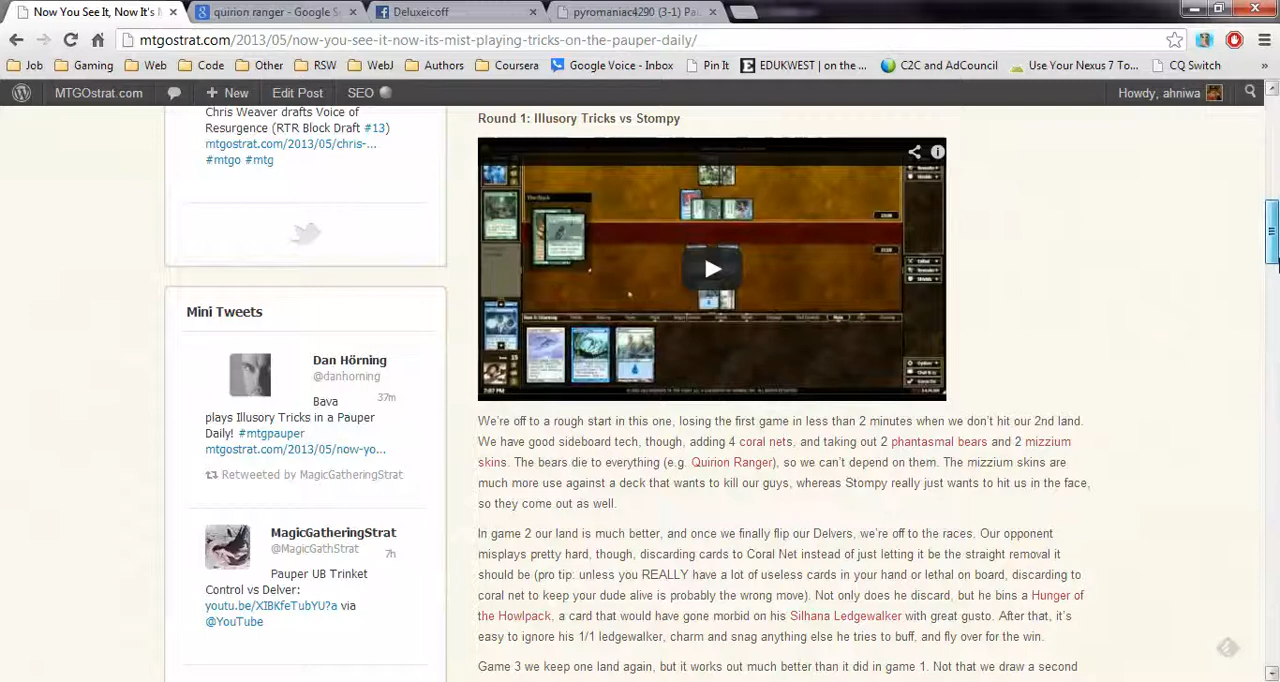 Now You See It, Now It's M
quirion ranger - Google S
Deluxeicoff
pyromaniac4290 (3-1) Pau
mtgostrat.com/2013/05/now-you-see-it-now-its-mist-playing-tricks-on-the-pauper-daily/
Job
Gaming
Web
Code
Other
RSW
WebJ
Authors
Coursera
Google Voice - Inbox
Pin It
EDUKWEST | on the ...
C2C and AdCouncil
Use Your Nexus 7 To...
CQ Switch
»
MTGOstrat.com
+ New
Edit Post
SEO
Howdy, ahniwa
Chris Weaver drafts Voice of
Resurgence (RTR Block Draft #13)
mtgostrat.com/2013/05/chris-...
#mtgo #mtg
Mini Tweets
Dan Hörning
@danhorning
37m
Bava
plays Illusory Tricks in a Pauper
Daily! #mtgpauper
mtgostrat.com/2013/05/now-yo...
Retweeted by MagicGatheringStrat
MagicGatheringStrat
@MagicGathStrat
7h
Pauper UB Trinket
Control vs Delver:
youtu.be/XIBKfeTubYU?a via
@YouTube
Round 1: Illusory Tricks vs Stompy
The Stack
7:07 PM
We're off to a rough start in this one, losing the first game in less than 2 minutes when we don't hit our 2nd land.
We have good sideboard tech, though, adding 4 coral nets, and taking out 2 phantasmal bears and 2 mizzium
skins. The bears die to everything (e.g. Quirion Ranger), so we can't depend on them. The mizzium skins are
much more use against a deck that wants to kill our guys, whereas Stompy really just wants to hit us in the face,
so they come out as well.
In game 2 our land is much better, and once we finally flip our Delvers, we're off to the races. Our opponent
misplays pretty hard, though, discarding cards to Coral Net instead of just letting it be the straight removal it
should be (pro tip: unless you REALLY have a lot of useless cards in your hand or lethal on board, discarding to
coral net to keep your dude alive is probably the wrong move). Not only does he discard, but he bins a Hunger of
the Howlpack, a card that would have gone morbid on his Silhana Ledgewalker with great gusto. After that, it's
easy to ignore his 1/1 ledgewalker, charm and snag anything else he tries to buff, and fly over for the win.
Game 3 we keep one land again, but it works out much better than it did in game 1. Not that we draw a second